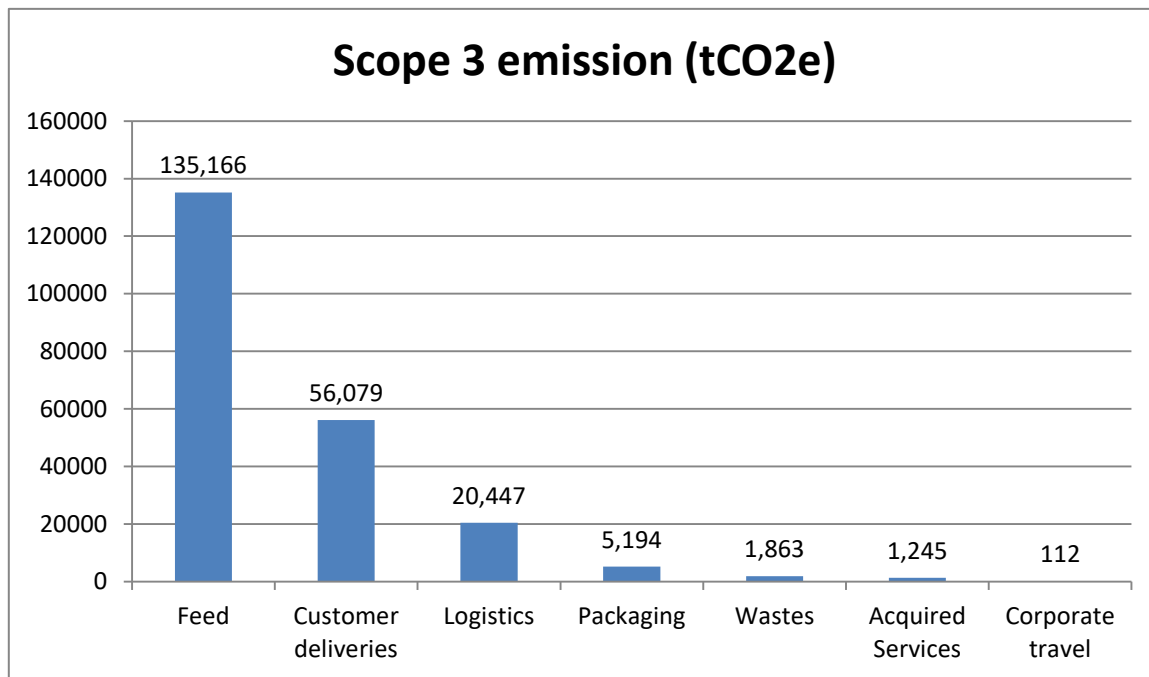 Scope 3 emission (tCO2e)
160000
140000
120000
100000
80000
60000
40000
20000
0
135,166
56,079
20,447
5,194
1,863
1,245
112
Feed
Customer
deliveries
Logistics
Packaging
Wastes
Acquired
Services
Corporate
travel